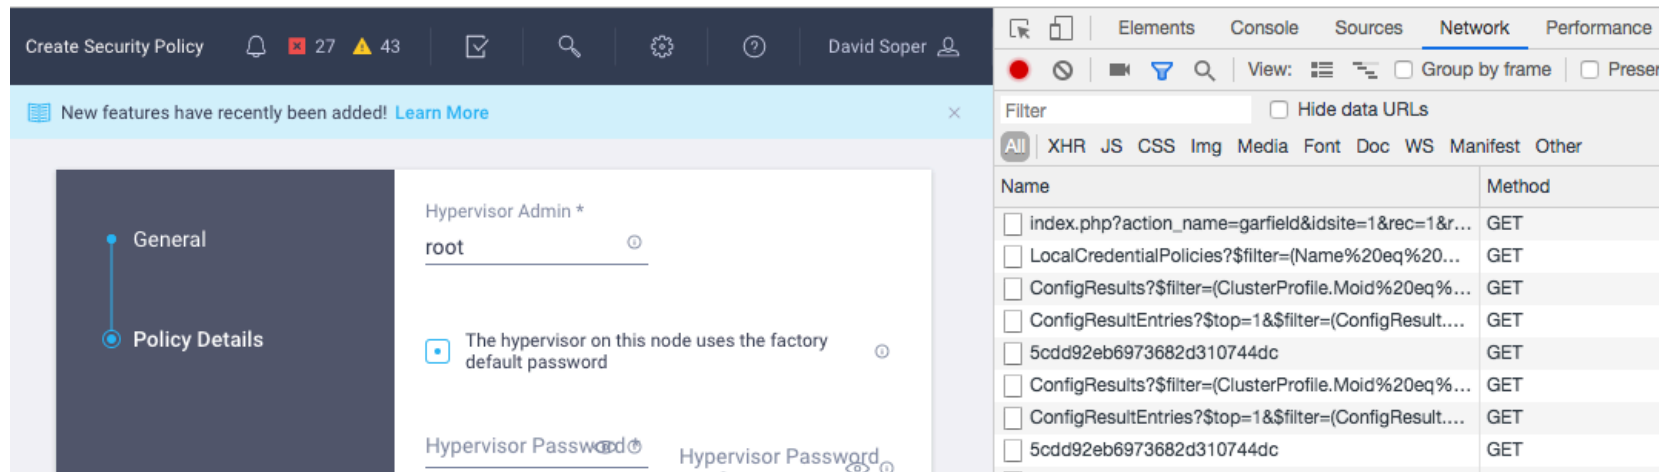 Create Security Policy
27
43
David Soper
New features have recently been added! Learn More
General
Policy Details
Hypervisor Admin *
root
The hypervisor on this node uses the factory
default password
Hypervisor Password *
Hypervisor Password
Elements Console Sources Network Performance
View: Group by frame Preser
Filter Hide data URLs
All XHR JS CSS Img Media Font Doc WS Manifest Other
Name Method
index.php?action_name=garfield&idsite=1&rec=1&r... GET
LocalCredentialPolicies?$filter=(Name%20eq%20... GET
ConfigResults?$filter=(ClusterProfile.Moid%20eq%... GET
ConfigResultEntries?$top=1&$filter=(ConfigResult.... GET
5cdd92eb6973682d310744dc GET
ConfigResults?$filter=(ClusterProfile.Moid%20eq%... GET
ConfigResultEntries?$top=1&$filter=(ConfigResult.... GET
5cdd92eb6973682d310744dc GET